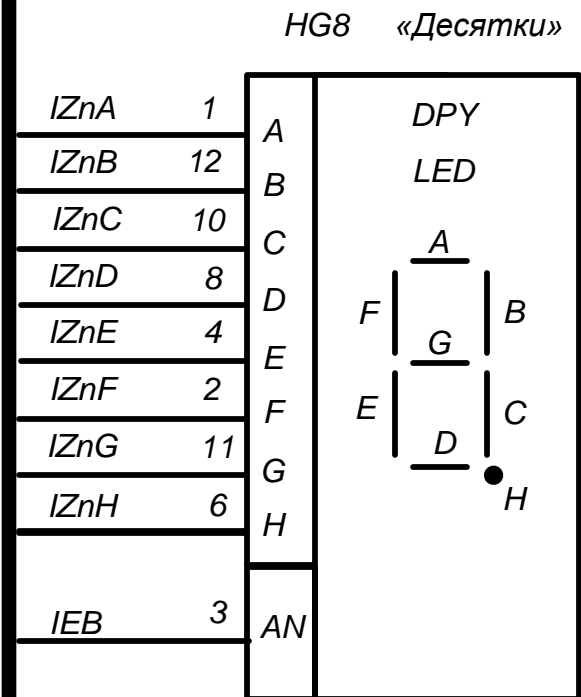 HG8 «Десятки»
IZnA 1 A DPY
IZnB 12 B LED
IZnC 10 C A
IZnD 8 D F B
IZnE 4 E G
IZnF 2 F E C
IZnG 11 G D
IZnH 6 H H
IEB 3 AN